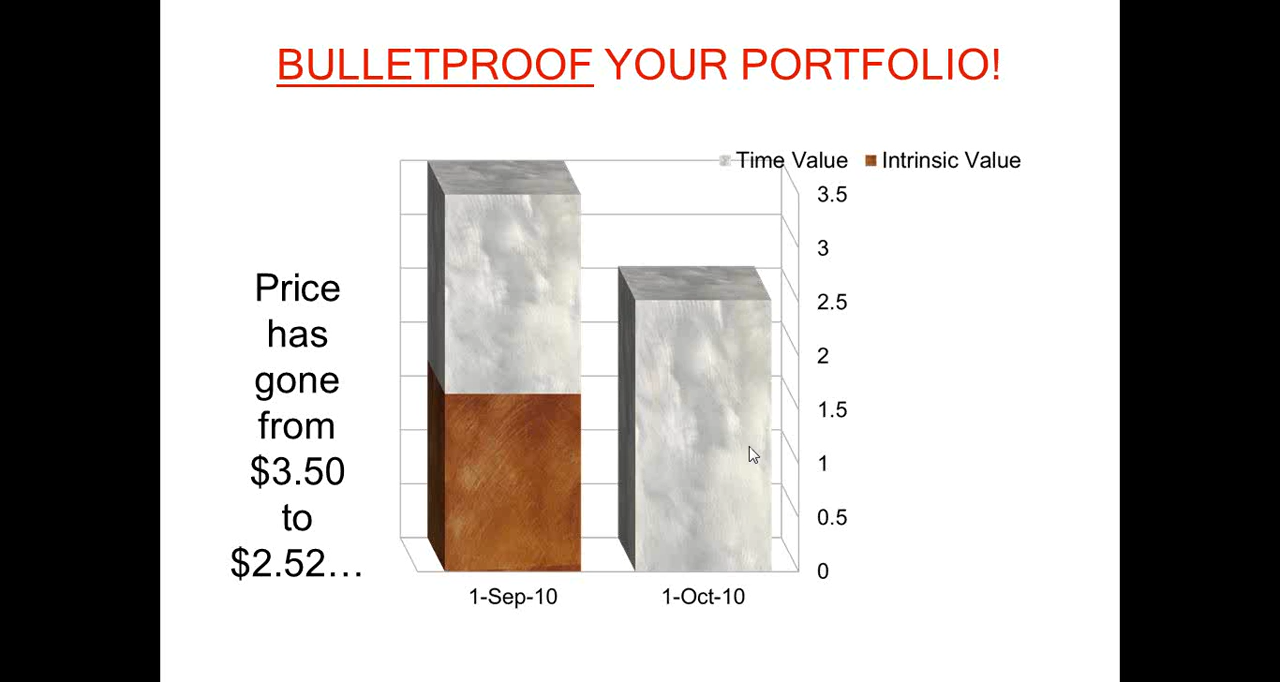 BULLETPROOF YOUR PORTFOLIO!
Time Value Intrinsic Value
3.5
3
2.5
2
1.5
1
0.5
0
Price
has
gone
from
$3.50
to
$2.52…
1-Sep-10 1-Oct-10